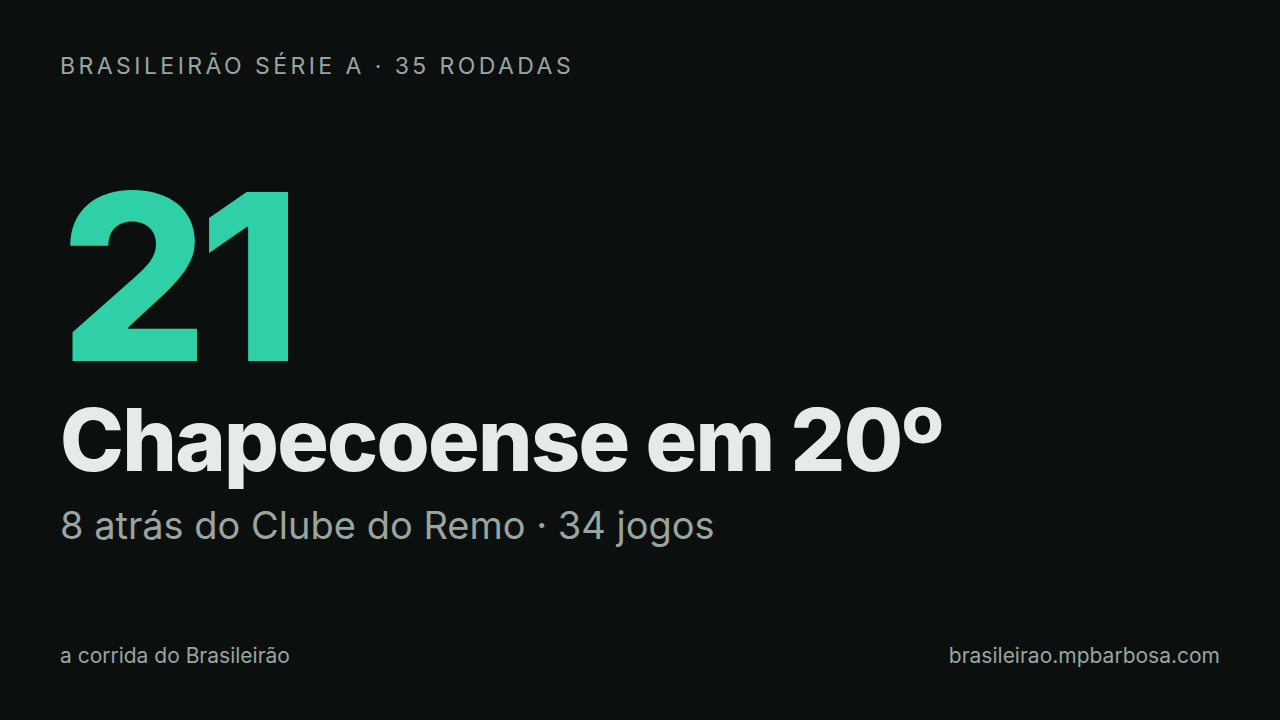 BRASILEIRÃO SÉRIE A · 35 RODADAS
21
Chapecoense em 20º
8 atrás do Clube do Remo · 34 jogos
a corrida do Brasileirão
brasileirao.mpbarbosa.com